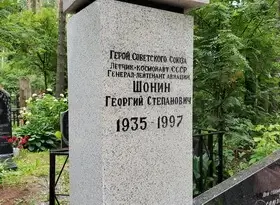 Герой Советского Союза
Летчик-космонавт СССР
Генерал-лейтенант авиации
ШОНИН
ГЕОРГИЙ СТЕПАНОВИЧ
1935-1997